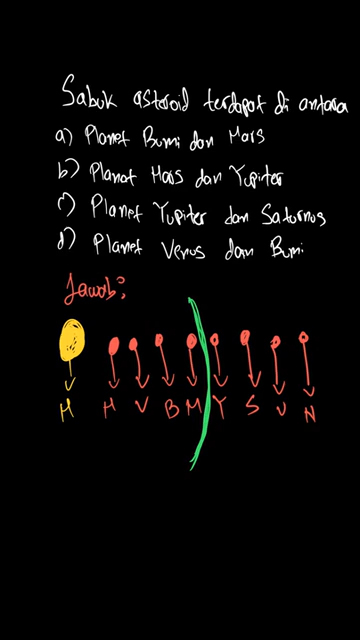 Sabuk asteroid terdapat di antara
a) Planet Bumi dan Mars
b) Planet Mars dan Yupiter
c) Planet Yupiter dan Saturnus
d) Planet Venus dan Bumi
Jawab:
M M V B M Y S U N